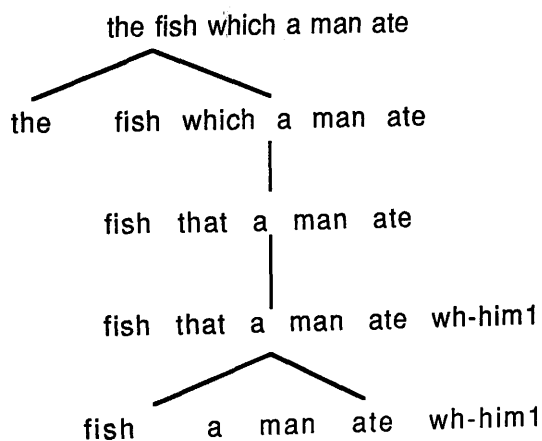 the fish which a man ate
the fish which a man ate
fish that a man ate
fish that a man ate wh-him1
fish a man ate wh-him1